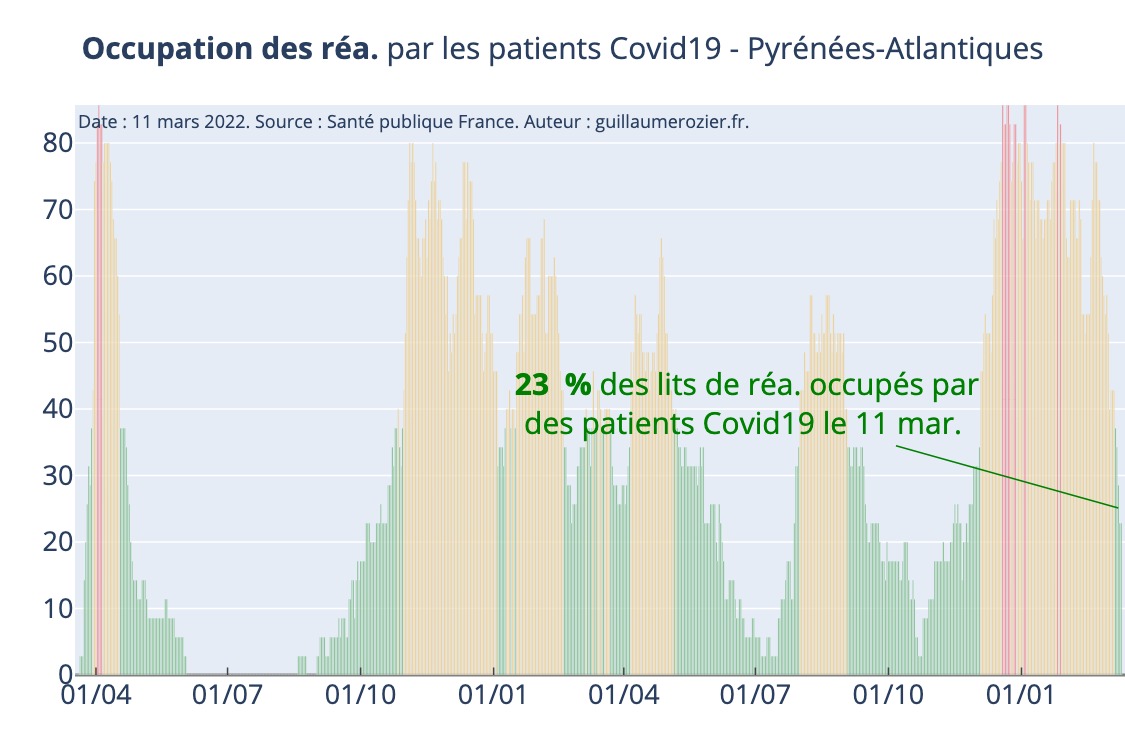 Occupation des réa. par les patients Covid19 - Pyrénées-Atlantiques
Date : 11 mars 2022. Source : Santé publique France. Auteur : guillaumerozier.fr.
80
70
60
50
40
30
20
10
0
23  % des lits de réa. occupés par
des patients Covid19 le 11 mar.
01/04 01/07 01/10 01/01 01/04 01/07 01/10 01/01